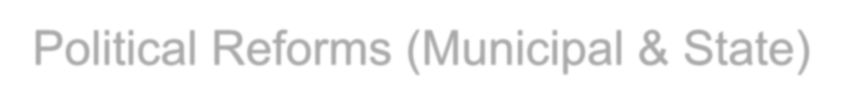 Political Reforms (Municipal & State)